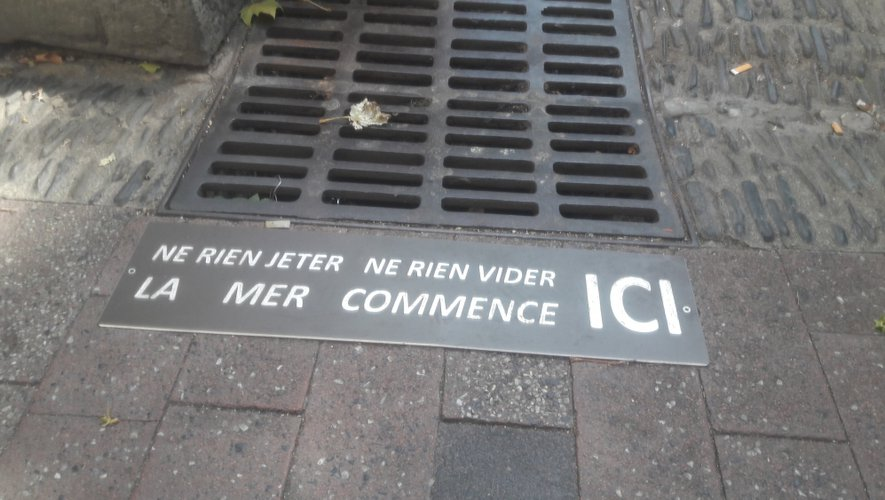 NE RIEN JETER NE RIEN VIDER
LA MER COMMENCE ICI